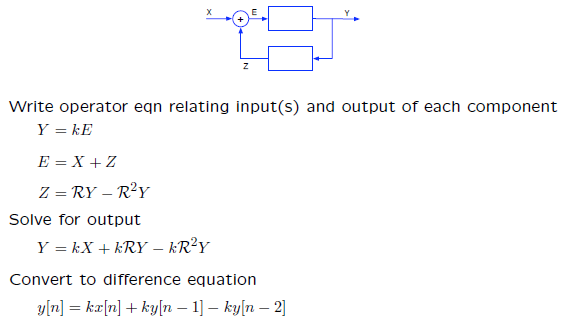 X E Y
+
Z
Write operator eqn relating input(s) and output of each component
Y = kE
E = X + Z
Z = ℛY − ℛ²Y
Solve for output
Y = kX + kℛY − kℛ²Y
Convert to difference equation
y[n] = kx[n] + ky[n − 1] − ky[n − 2]